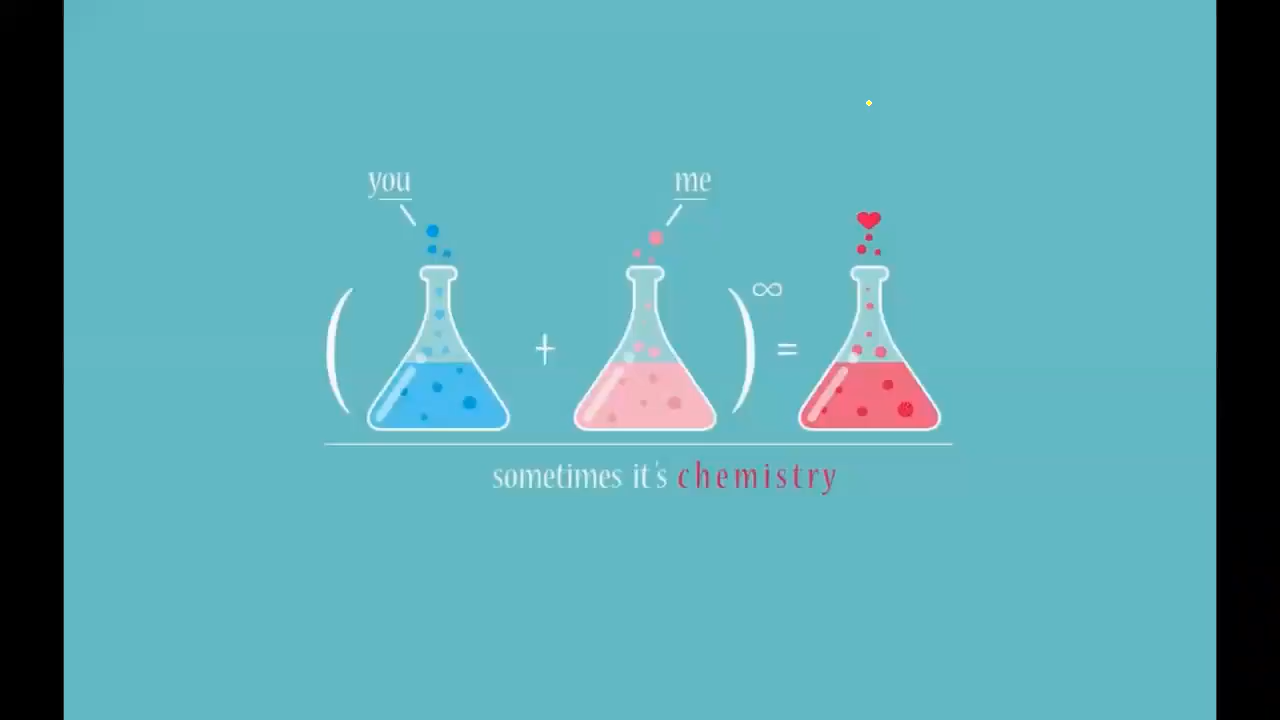 you me
( + )∞ =
sometimes it's chemistry